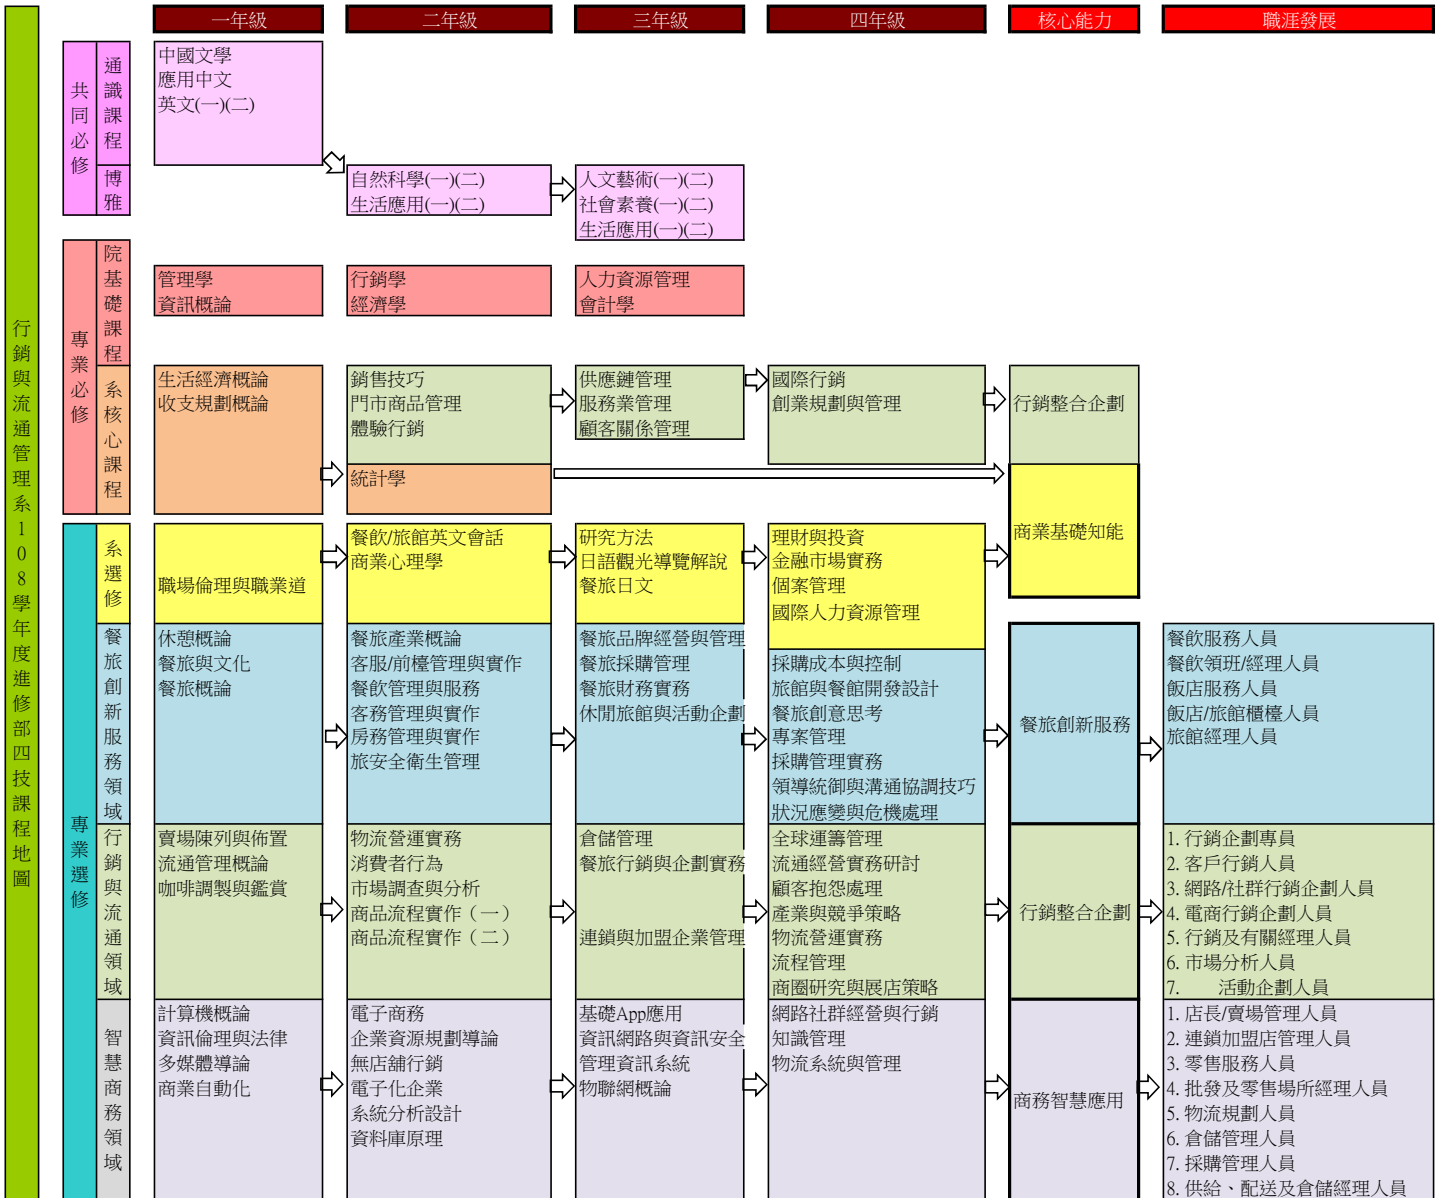 行銷與流通管理系108學年度進修部四技課程地圖
一年級
二年級
三年級
四年級
核心能力
職涯發展
共同必修
通識課程
中國文學
應用中文
英文(一)(二)
博雅
自然科學(一)(二)
生活應用(一)(二)
人文藝術(一)(二)
社會素養(一)(二)
生活應用(一)(二)
專業必修
院基礎課程
管理學
資訊概論
行銷學
經濟學
人力資源管理
會計學
系核心課程
生活經濟概論
收支規劃概論
銷售技巧
門市商品管理
體驗行銷
統計學
供應鏈管理
服務業管理
顧客關係管理
國際行銷
創業規劃與管理
行銷整合企劃
商業基礎知能
專業選修
系選修
職場倫理與職業道
餐飲/旅館英文會話
商業心理學
研究方法
日語觀光導覽解說
餐旅日文
理財與投資
金融市場實務
個案管理
國際人力資源管理
餐旅創新服務領域
休憩概論
餐旅與文化
餐旅概論
餐旅產業概論
客服/前檯管理與實作
餐飲管理與服務
客務管理與實作
房務管理與實作
旅安全衛生管理
餐旅品牌經營與管理
餐旅採購管理
餐旅財務實務
休閒旅館與活動企劃
採購成本與控制
旅館與餐館開發設計
餐旅創意思考
專案管理
採購管理實務
領導統御與溝通協調技巧
狀況應變與危機處理
餐旅創新服務
餐飲服務人員
餐飲領班/經理人員
飯店服務人員
飯店/旅館櫃檯人員
旅館經理人員
行銷與流通領域
賣場陳列與佈置
流通管理概論
咖啡調製與鑑賞
物流營運實務
消費者行為
市場調查與分析
商品流程實作（一）
商品流程實作（二）
倉儲管理
餐旅行銷與企劃實務
連鎖與加盟企業管理
全球運籌管理
流通經營實務研討
顧客抱怨處理
產業與競爭策略
物流營運實務
流程管理
商圈研究與展店策略
行銷整合企劃
1. 行銷企劃專員
2. 客戶行銷人員
3. 網路/社群行銷企劃人員
4. 電商行銷企劃人員
5. 行銷及有關經理人員
6. 市場分析人員
7. 活動企劃人員
智慧商務領域
計算機概論
資訊倫理與法律
多媒體導論
商業自動化
電子商務
企業資源規劃導論
無店舖行銷
電子化企業
系統分析設計
資料庫原理
基礎App應用
資訊網路與資訊安全
管理資訊系統
物聯網概論
網路社群經營與行銷
知識管理
物流系統與管理
商務智慧應用
1. 店長/賣場管理人員
2. 連鎖加盟店管理人員
3. 零售服務人員
4. 批發及零售場所經理人員
5. 物流規劃人員
6. 倉儲管理人員
7. 採購管理人員
8. 供給、配送及倉儲經理人員